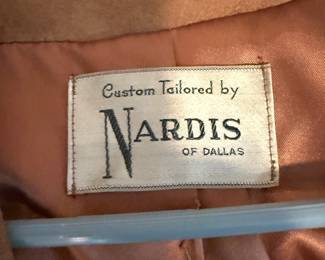 Custom Tailored by
NARDIS
OF DALLAS